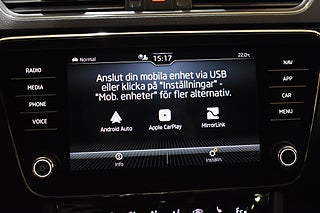 Normal
15:17
22.0
RADIO
MEDIA
PHONE
VOICE
NAV
APP
CAR
MENU
Anslut din mobila enhet via USB
eller klicka på "Inställningar" -
"Mob. enheter" för fler alternativ.
Android Auto
Apple CarPlay
MirrorLink
Info
Inställn.